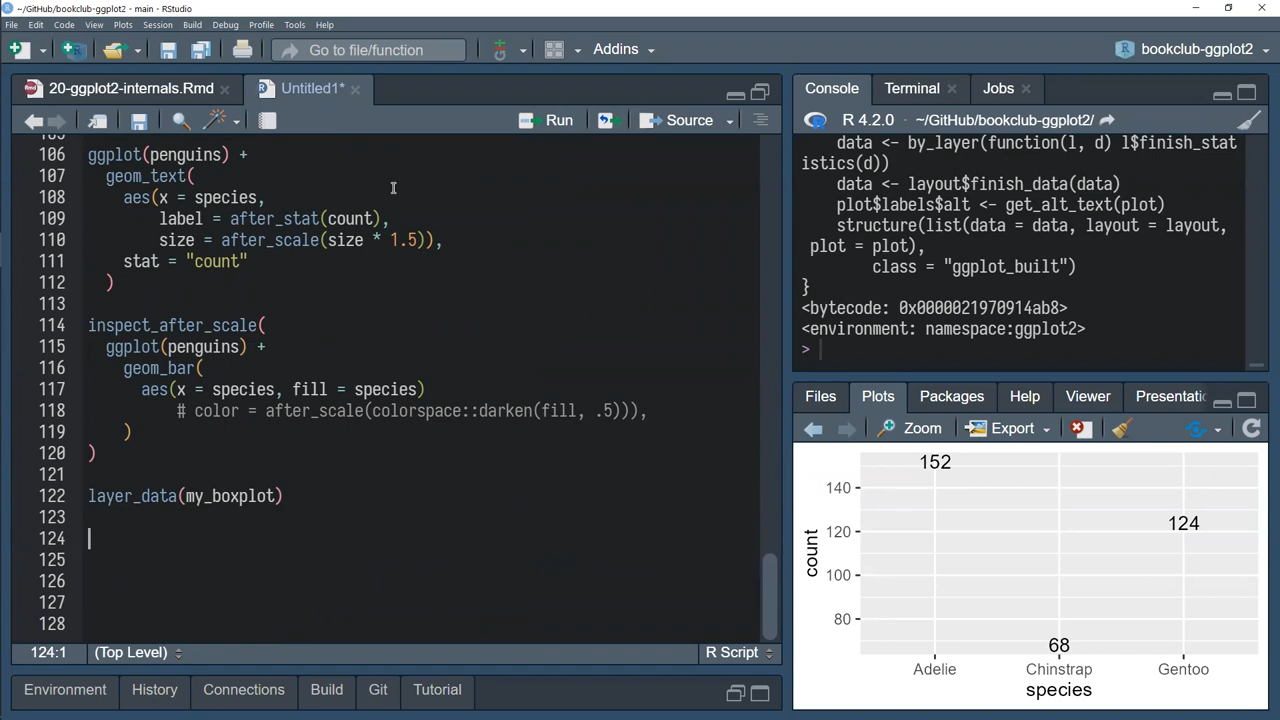 ~/GitHub/bookclub-ggplot2 - main - RStudio
File Edit Code View Plots Session Build Debug Profile Tools Help
Go to file/function Addins bookclub-ggplot2
20-ggplot2-internals.Rmd Untitled1*
Run Source
106 ggplot(penguins) +
107 geom_text(
108 aes(x = species,
109 label = after_stat(count),
110 size = after_scale(size * 1.5)),
111 stat = "count"
112 )
113
114 inspect_after_scale(
115 ggplot(penguins) +
116 geom_bar(
117 aes(x = species, fill = species)
118 # color = after_scale(colorspace::darken(fill, .5))),
119 )
120 )
121
122 layer_data(my_boxplot)
123
124
125
126
127
128
124:1 (Top Level) R Script
Environment History Connections Build Git Tutorial
Console Terminal Jobs
R 4.2.0 · ~/GitHub/bookclub-ggplot2/
data <- by_layer(function(l, d) l$finish_stat
istics(d))
data <- layout$finish_data(data)
plot$labels$alt <- get_alt_text(plot)
structure(list(data = data, layout = layout,
plot = plot),
class = "ggplot_built")
}
<bytecode: 0x0000021970914ab8>
<environment: namespace:ggplot2>
>
Files Plots Packages Help Viewer Presentatic
Zoom Export
152
140
124
120
100
80
68
count
Adelie Chinstrap Gentoo
species